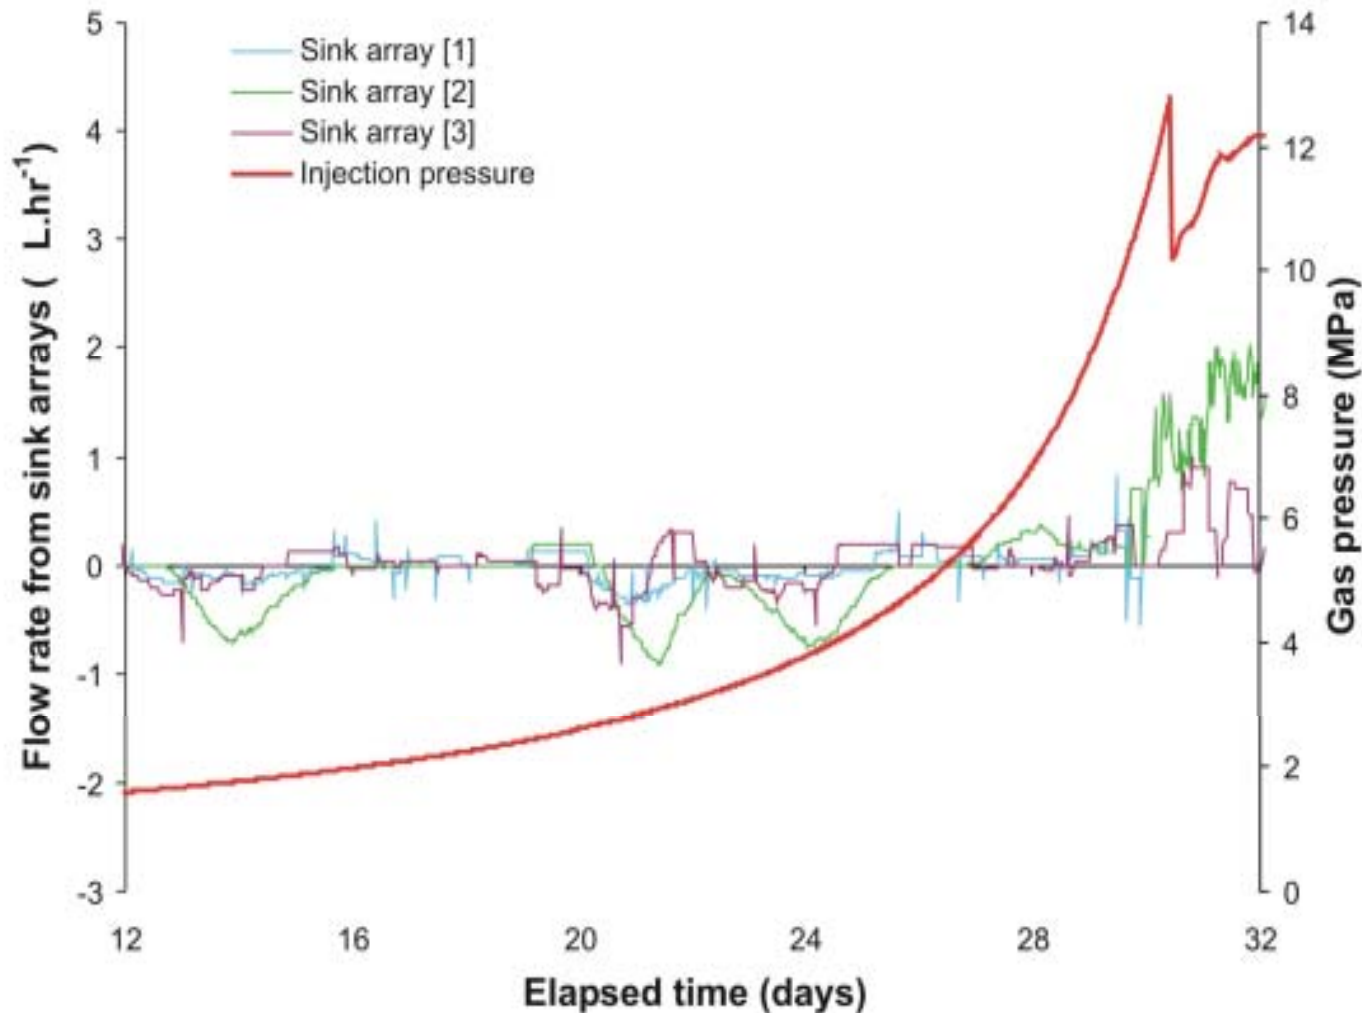 5
4
3
2
1
0
-1
-2
-3
Flow rate from sink arrays ( L.hr⁻¹)
Sink array [1]
Sink array [2]
Sink array [3]
Injection pressure
14
12
10
8
6
4
2
0
Gas pressure (MPa)
12 16 20 24 28 32
Elapsed time (days)